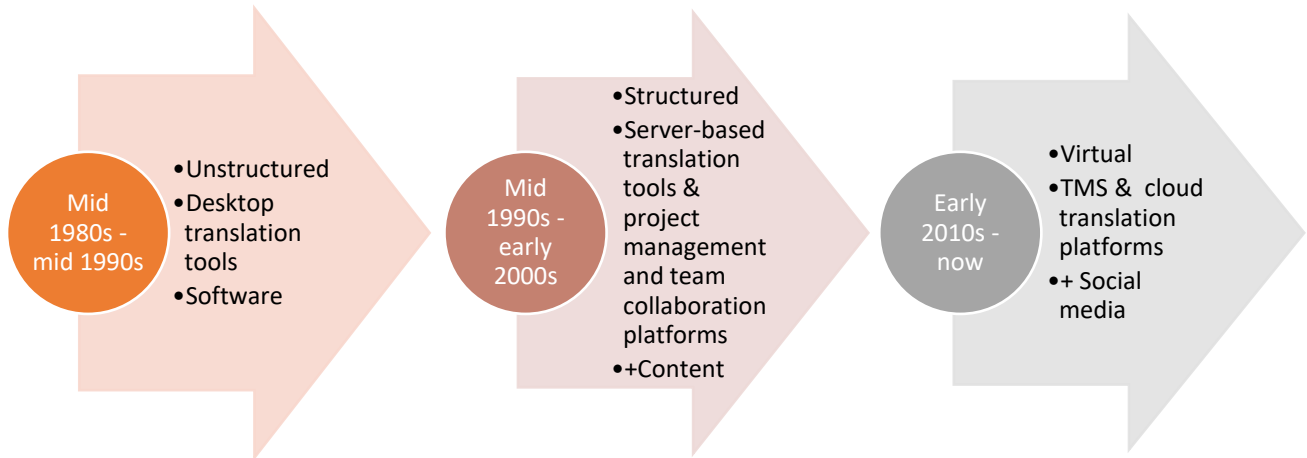 Mid
1980s -
mid 1990s
•Unstructured
•Desktop
translation
tools
•Software
Mid
1990s -
early
2000s
•Structured
•Server-based
translation
tools &
project
management
and team
collaboration
platforms
•+Content
Early
2010s -
now
•Virtual
•TMS & cloud
translation
platforms
•+ Social
media